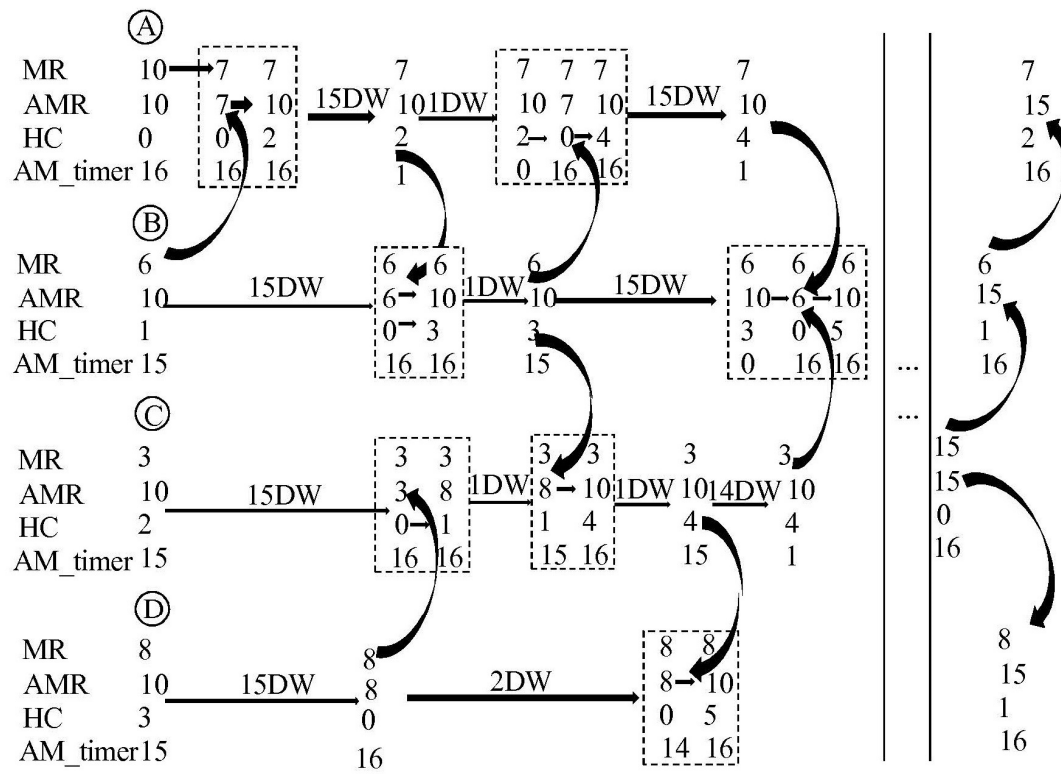 A
MR 10 7 7 7 7 7 7 7 7
AMR 10 7 10 15DW 10 1DW 10 7 10 15DW 10 15
HC 0 0 2 2 2 0 4 4 2
AM_timer 16 16 16 1 0 16 16 1 16
B
MR 6 6 6 6 6 6 6 6
AMR 10 15DW 6 10 1DW 10 15DW 10 6 10 15
HC 1 0 3 3 3 0 5 1
AM_timer 15 16 16 15 0 16 16 16
...
C ...
MR 3 3 3 3 3 3 3 15
AMR 10 15DW 3 8 1DW 8 10 1DW 10 14DW 10 15
HC 2 0 1 1 4 4 4 0
AM_timer 15 16 16 15 16 15 1 16
D
MR 8 8 8 8 8
AMR 10 15DW 8 2DW 8 10 15
HC 3 0 0 5 1
AM_timer 15 16 14 16 16